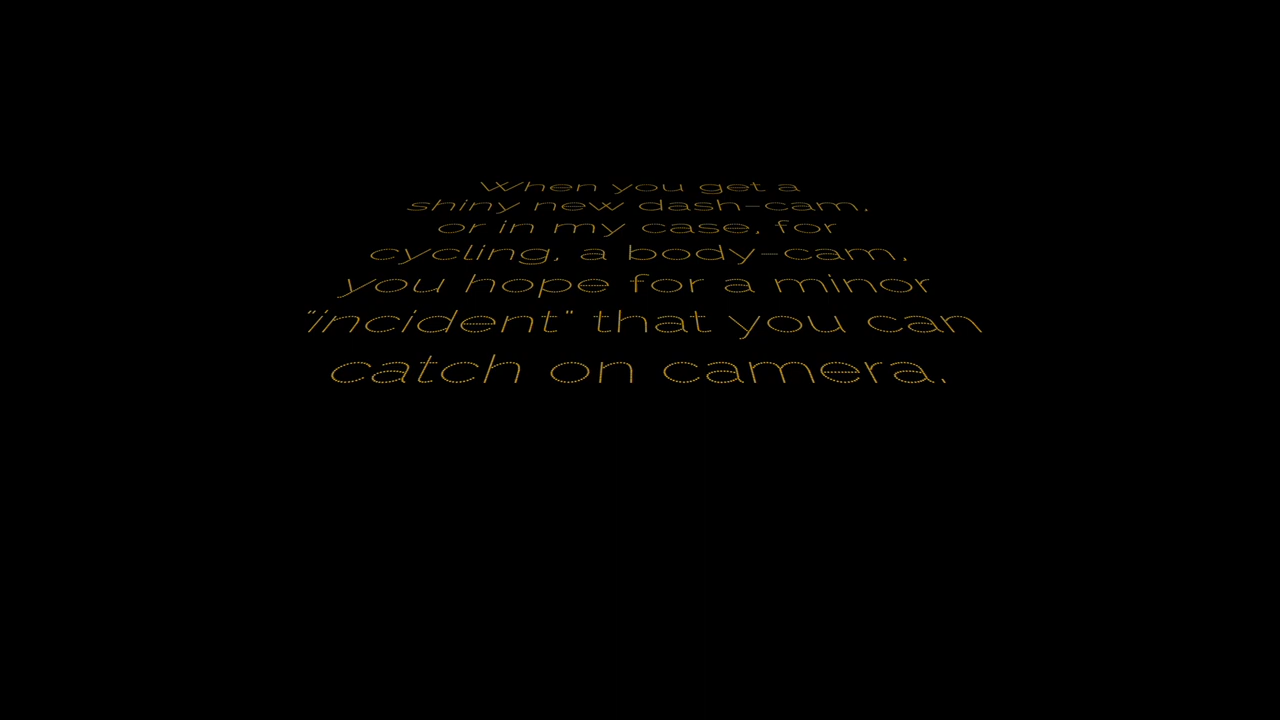 When you get a
shiny new dash-cam,
or in my case, for
cycling, a body-cam,
you hope for a minor
"incident" that you can
catch on camera.